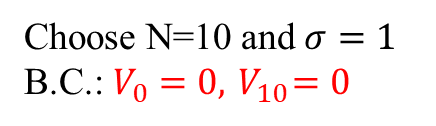 Choose N=10 and σ = 1
B.C.: V₀ = 0, V₁₀= 0